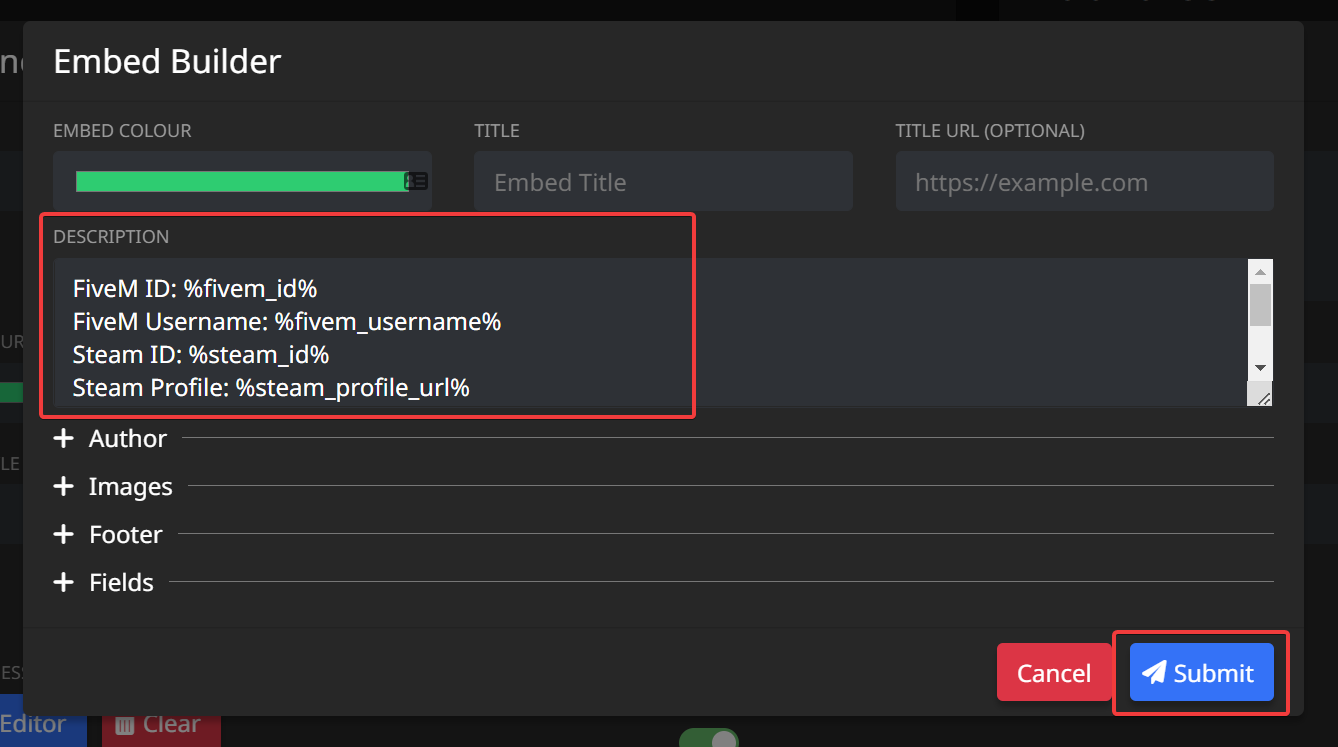 Embed Builder
EMBED COLOUR
TITLE
TITLE URL (OPTIONAL)
Embed Title
https://example.com
DESCRIPTION
FiveM ID: %fivem_id%
FiveM Username: %fivem_username%
Steam ID: %steam_id%
Steam Profile: %steam_profile_url%
Author
Images
Footer
Fields
Cancel
Submit
Editor
Clear